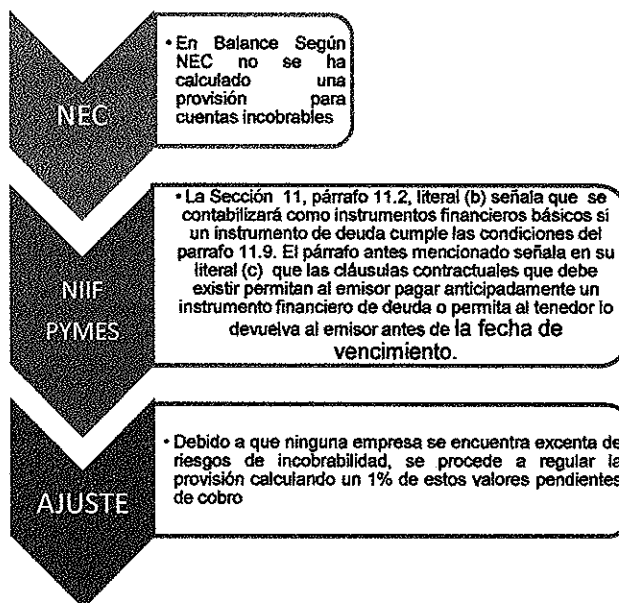 NEC
• En Balance Según
NEC no se ha
calculado una
provisión para
cuentas incobrables
NIIF
PYMES
• La Sección 11, párrafo 11.2, literal (b) señala que se
contabilizará como instrumentos financieros básicos si
un instrumento de deuda cumple las condiciones del
parrafo 11.9. El párrafo antes mencionado señala en su
literal (c) que las cláusulas contractuales que debe
existir permitan al emisor pagar anticipadamente un
instrumento financiero de deuda o permita al tenedor lo
devuelva al emisor antes de la fecha de
vencimiento.
AJUSTE
• Debido a que ninguna empresa se encuentra excenta de
riesgos de incobrabilidad, se procede a regular la
provisión calculando un 1% de estos valores pendientes
de cobro